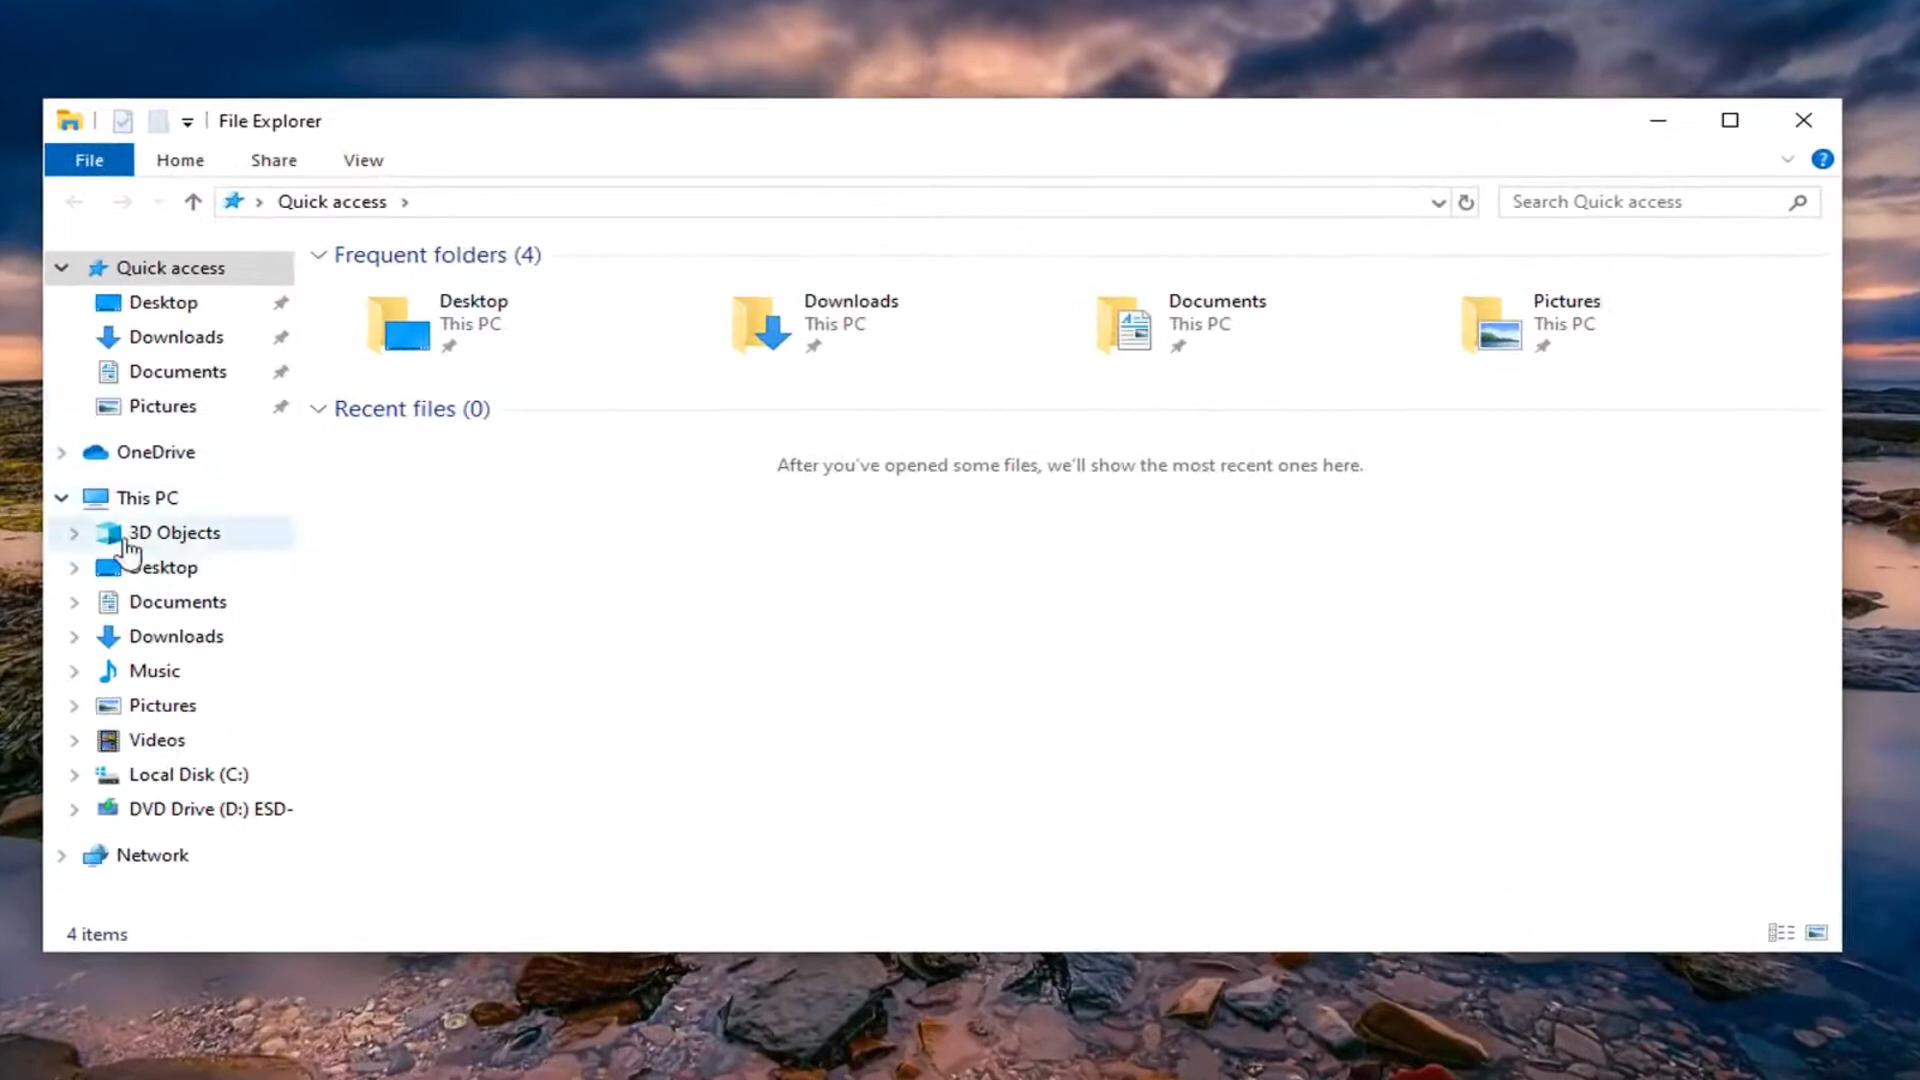 File Explorer
File Home Share View
Quick access
Search Quick access
Quick access
Desktop
Downloads
Documents
Pictures
OneDrive
This PC
3D Objects
Desktop
Documents
Downloads
Music
Pictures
Videos
Local Disk (C:)
DVD Drive (D:) ESD-
Network
Frequent folders (4)
Desktop
This PC
Downloads
This PC
Documents
This PC
Pictures
This PC
Recent files (0)
After you've opened some files, we'll show the most recent ones here.
4 items